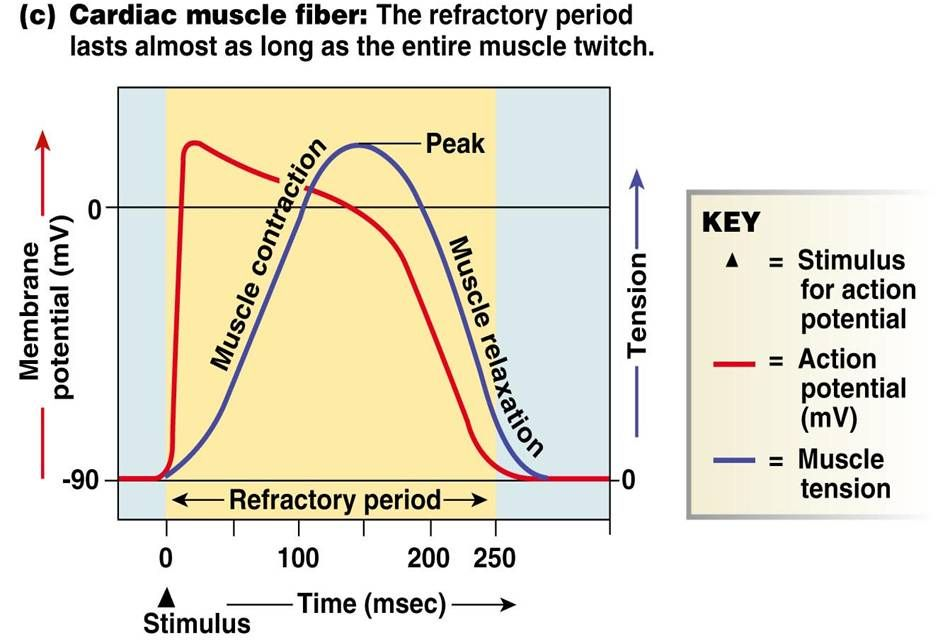 (c) Cardiac muscle fiber: The refractory period
lasts almost as long as the entire muscle twitch.
Membrane
potential (mV)
0
-90
Muscle contraction
Peak
Muscle relaxation
Refractory period
Tension
0
0
100
200
250
Time (msec)
Stimulus
KEY
= Stimulus
for action
potential
= Action
potential
(mV)
= Muscle
tension